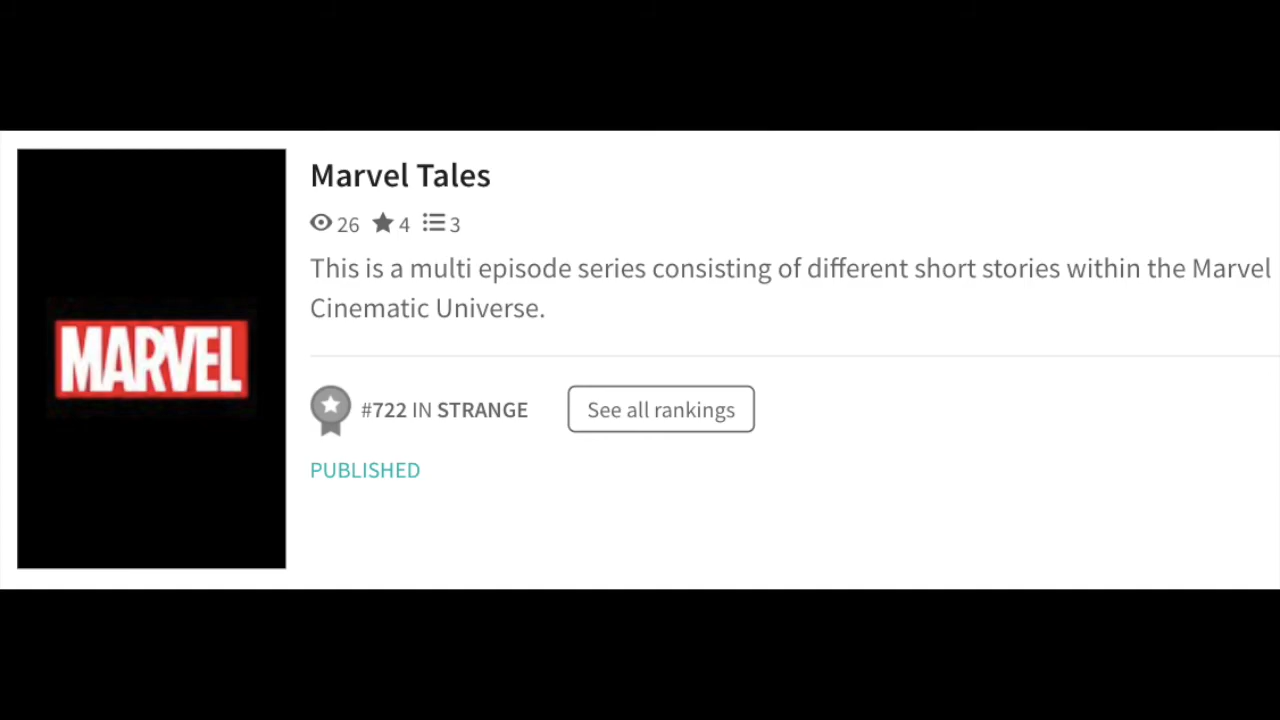 MARVEL
Marvel Tales
26 4 3
This is a multi episode series consisting of different short stories within the Marvel
Cinematic Universe.
#722 IN STRANGE
See all rankings
PUBLISHED